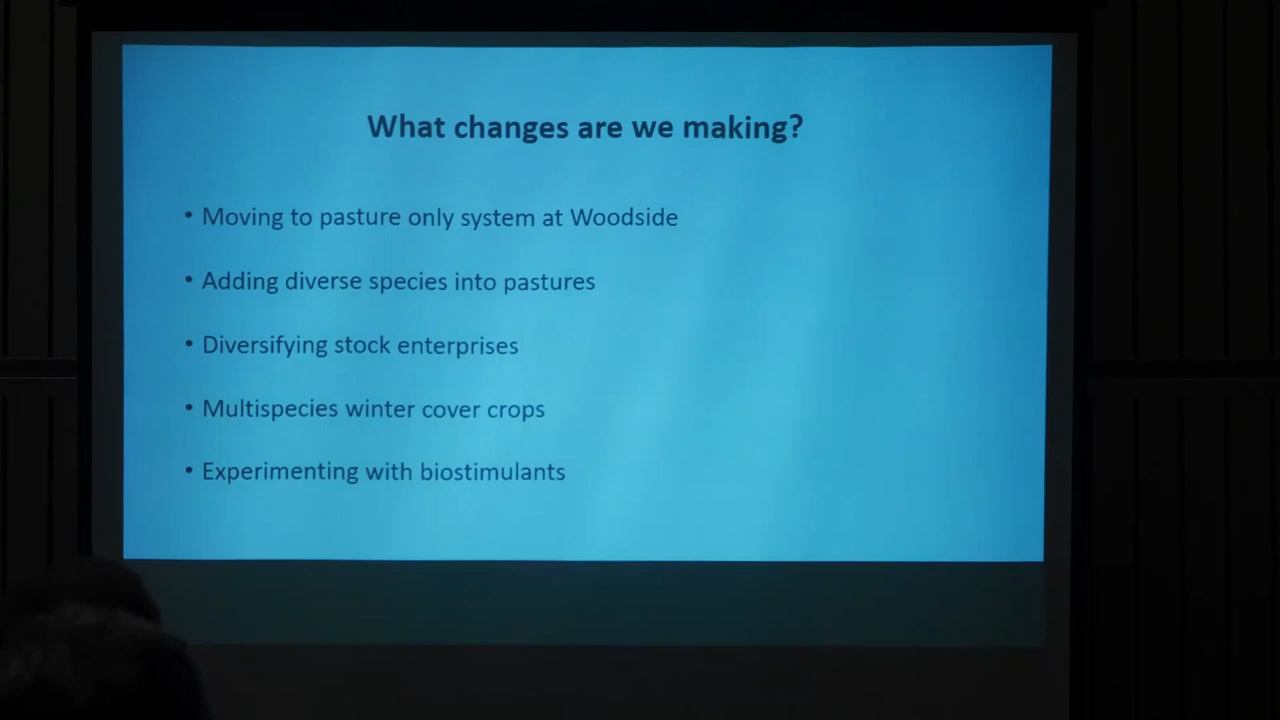 What changes are we making?
• Moving to pasture only system at Woodside
• Adding diverse species into pastures
• Diversifying stock enterprises
• Multispecies winter cover crops
• Experimenting with biostimulants